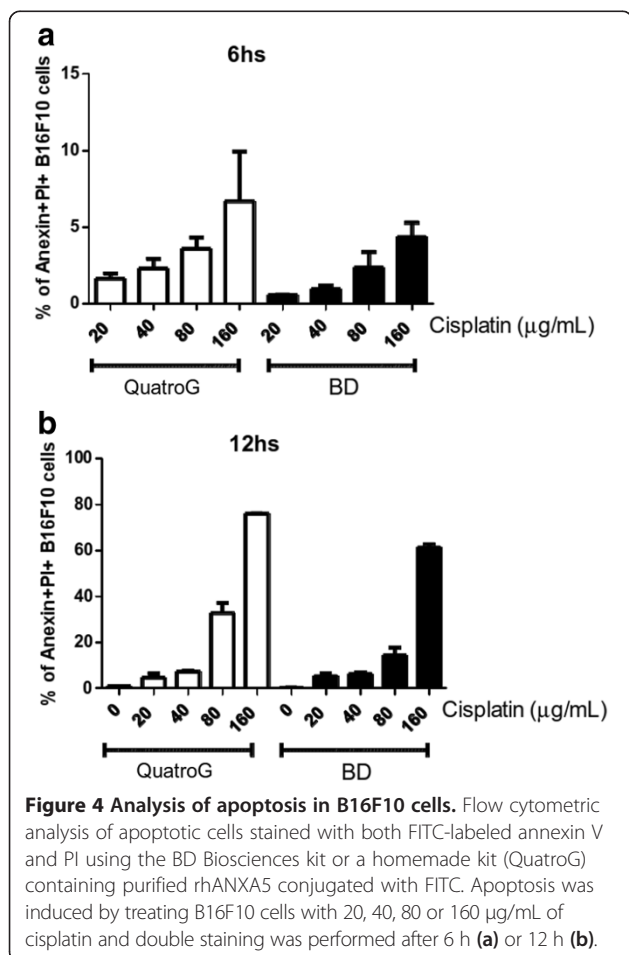 a
6hs
% of Anexin+PI+ B16F10 cells
15
10
5
0
20 40 80 160 20 40 80 160 Cisplatin (µg/mL)
QuatroG BD
b
12hs
% of Anexin+PI+ B16F10 cells
100
80
60
40
20
0
0 20 40 80 160 0 20 40 80 160 Cisplatin (µg/mL)
QuatroG BD
Figure 4 Analysis of apoptosis in B16F10 cells. Flow cytometric
analysis of apoptotic cells stained with both FITC-labeled annexin V
and PI using the BD Biosciences kit or a homemade kit (QuatroG)
containing purified rhANXA5 conjugated with FITC. Apoptosis was
induced by treating B16F10 cells with 20, 40, 80 or 160 µg/mL of
cisplatin and double staining was performed after 6 h (a) or 12 h (b).